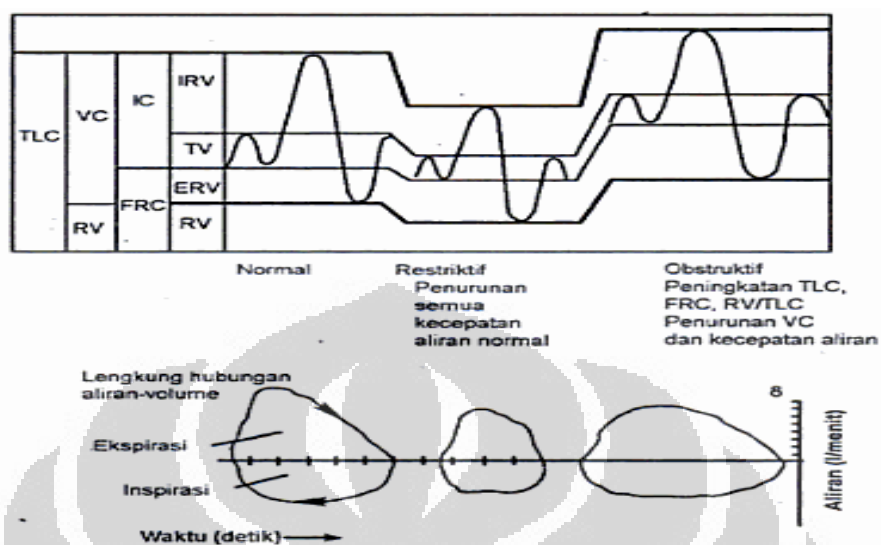 TLC
VC
RV
IC
FRC
IRV
TV
ERV
RV
Normal
Restriktif
Penurunan
semua
kecepatan
aliran normal
Obstruktif
Peningkatan TLC,
FRC, RV/TLC
Penurunan VC
dan kecepatan aliran
Lengkung hubungan
aliran-volume
Ekspirasi
Inspirasi
Waktu (detik)
8
Aliran (l/menit)